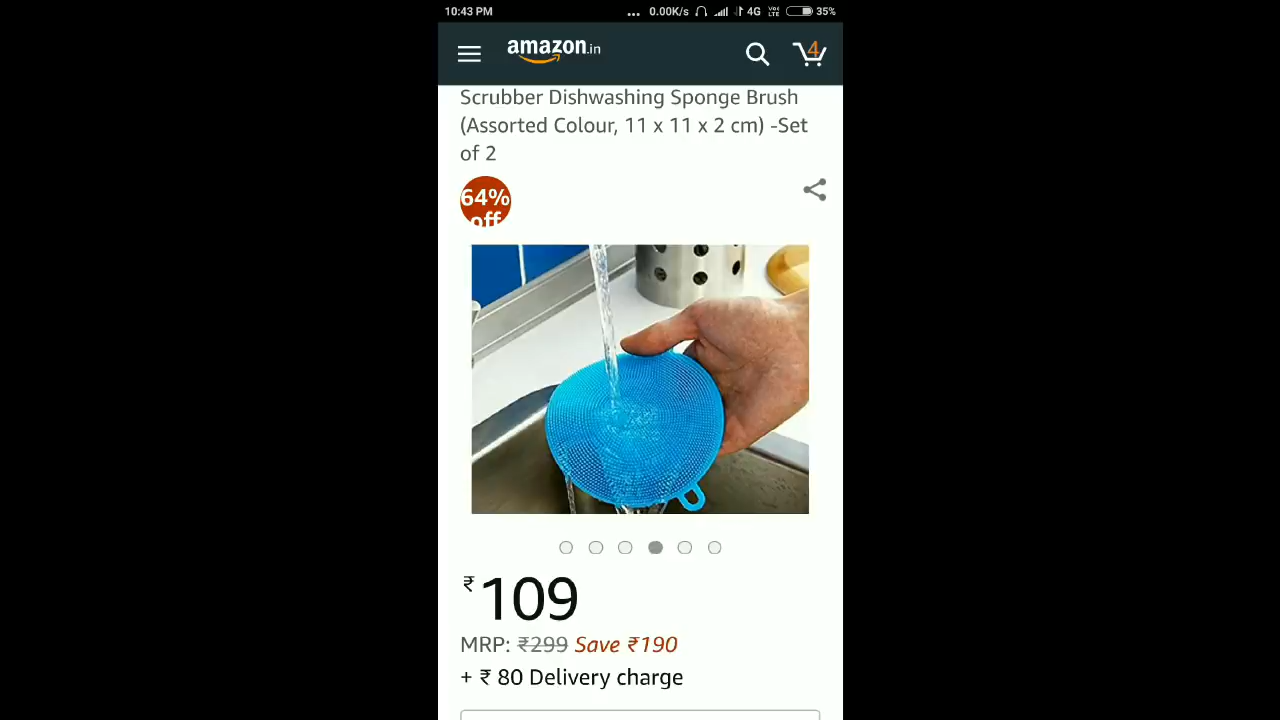 10:43 PM ... 0.00K/s 4G VoLTE 35%
amazon.in 4
Scrubber Dishwashing Sponge Brush
(Assorted Colour, 11 x 11 x 2 cm) -Set
of 2
64%
off
₹109
MRP: ₹299 Save ₹190
+ ₹ 80 Delivery charge